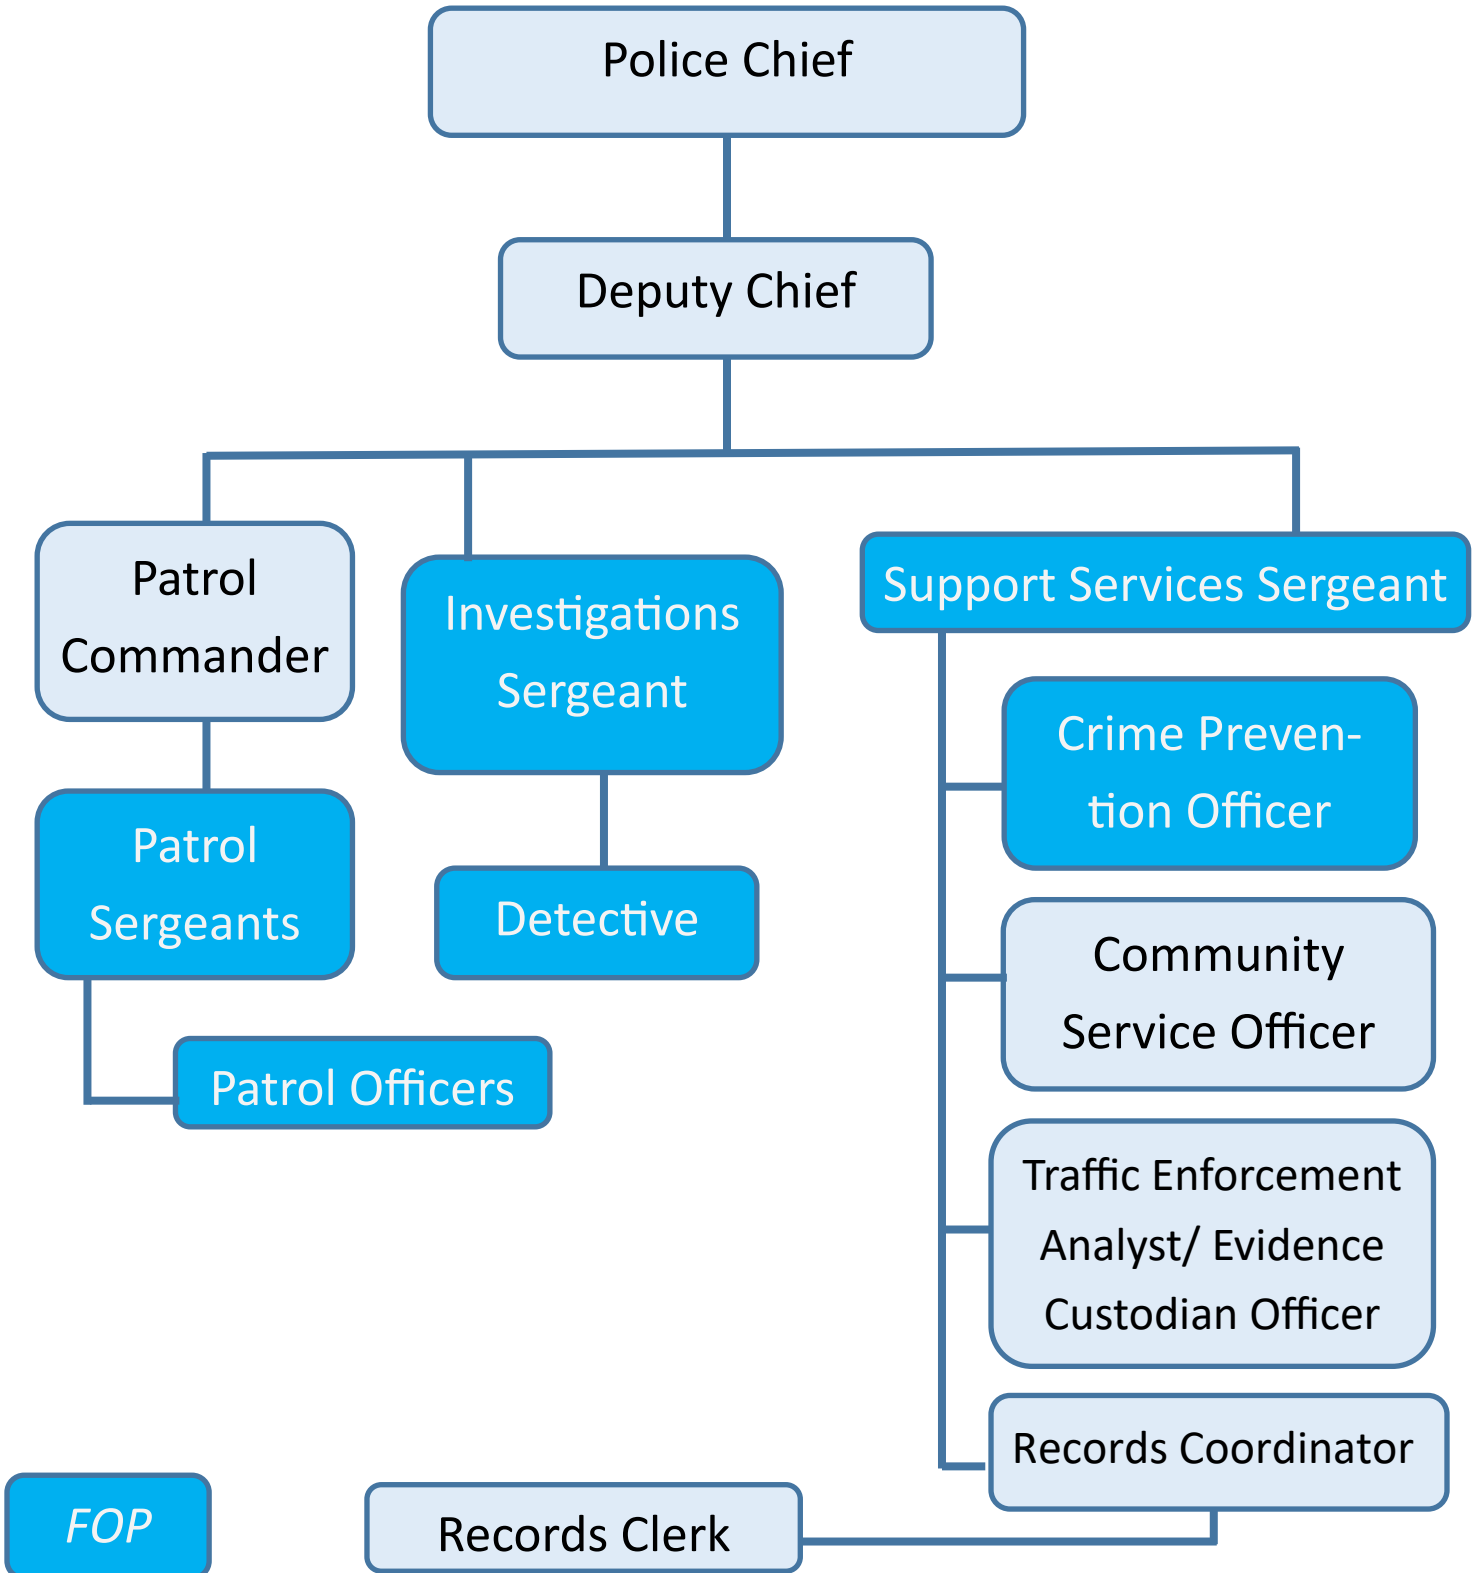 Police Chief
Deputy Chief
Patrol
Commander
Investigations
Sergeant
Support Services Sergeant
Patrol
Sergeants
Detective
Patrol Officers
Crime Preven-
tion Officer
Community
Service Officer
Traffic Enforcement
Analyst/ Evidence
Custodian Officer
Records Coordinator
Records Clerk
FOP